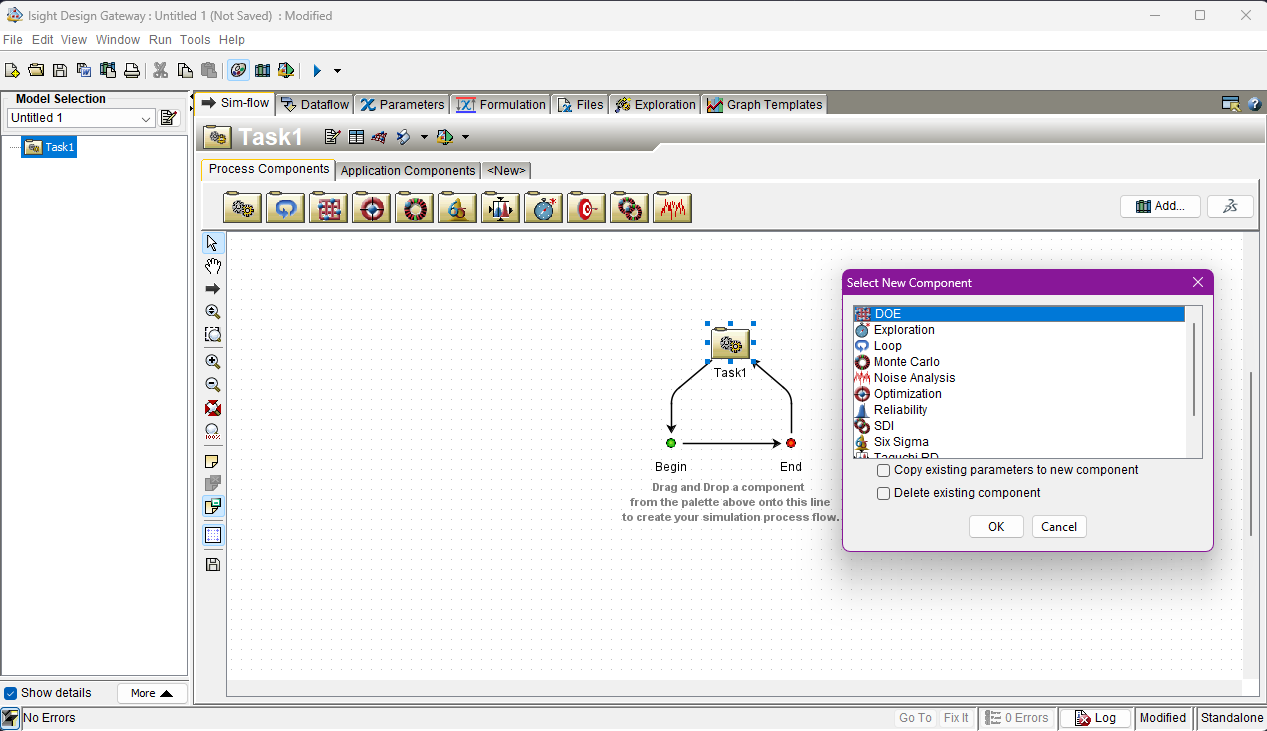 Isight Design Gateway : Untitled 1 (Not Saved) : Modified
File Edit View Window Run Tools Help
Model Selection
Untitled 1
Task1
Sim-flow Dataflow Parameters Formulation Files Exploration Graph Templates
Task1
Process Components Application Components <New>
Add...
Task1
Begin End
Drag and Drop a component
from the palette above onto this line
to create your simulation process flow.
Select New Component
DOE
Exploration
Loop
Monte Carlo
Noise Analysis
Optimization
Reliability
SDI
Six Sigma
Taguchi RD
Copy existing parameters to new component
Delete existing component
OK Cancel
100%
Show details More
No Errors Go To Fix It 0 Errors Log Modified Standalone